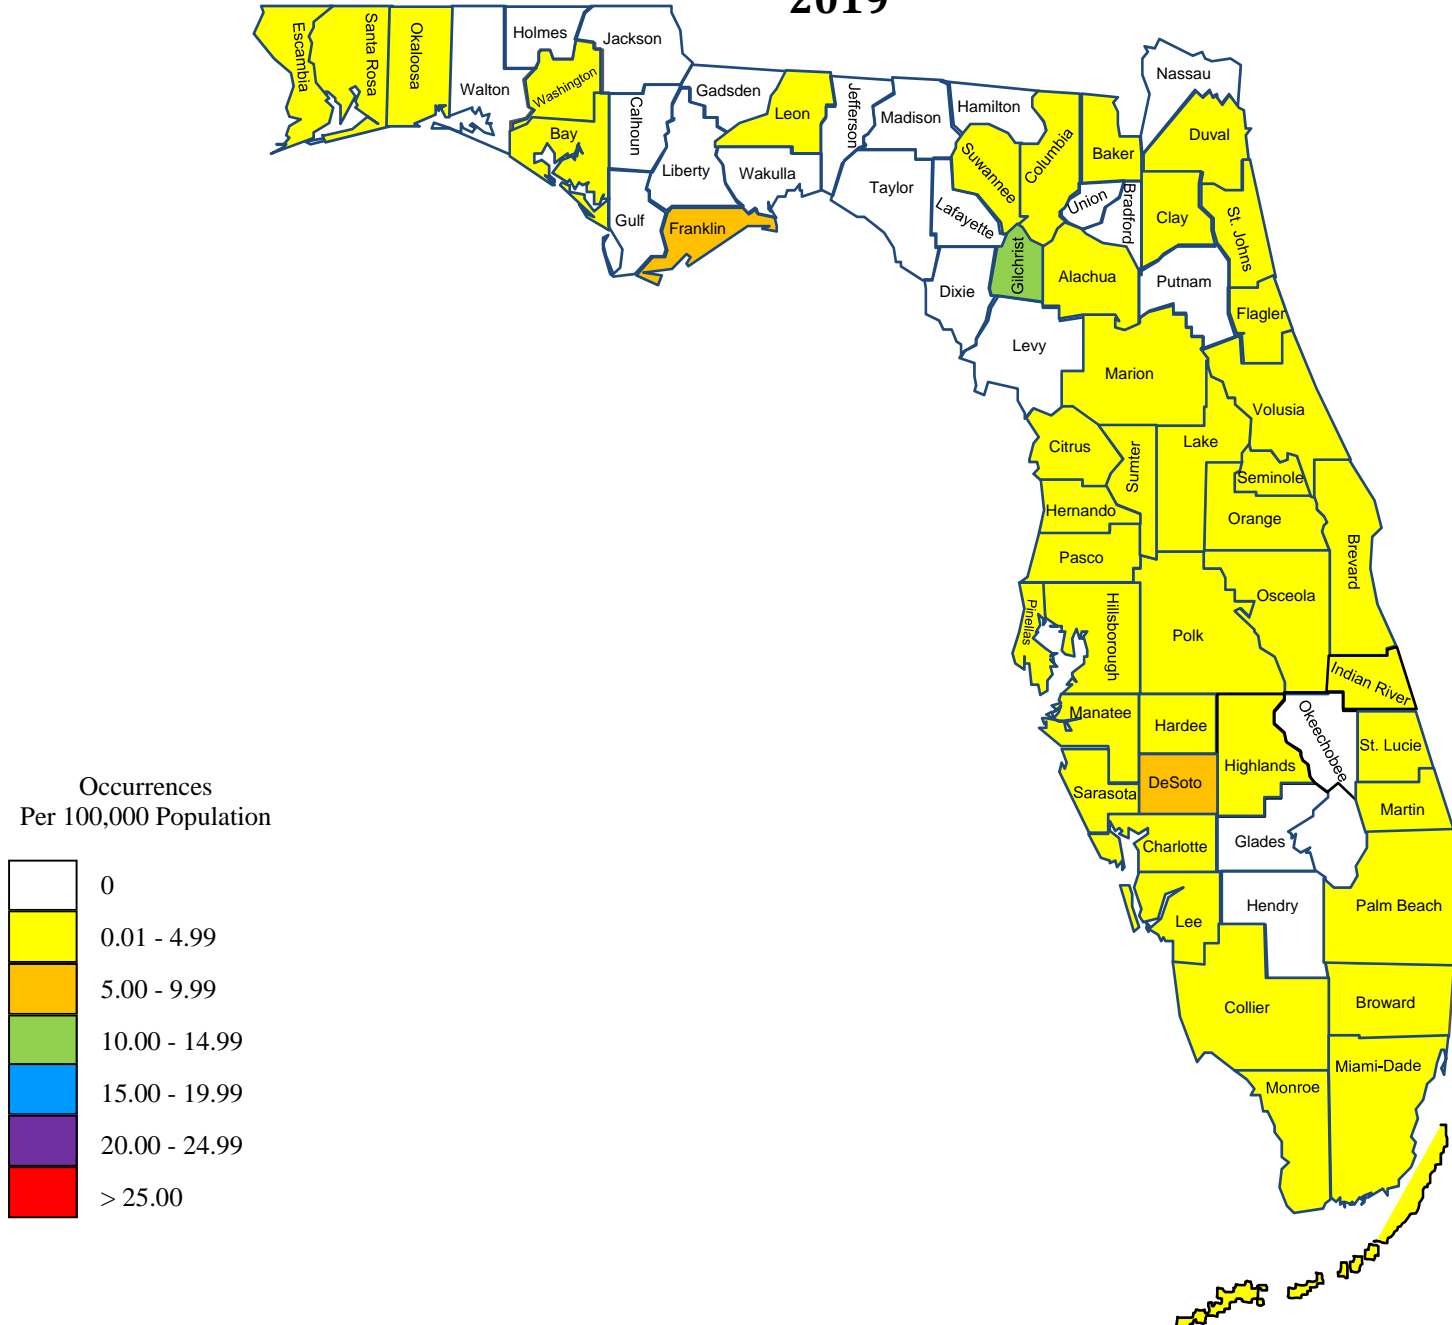 2019
Holmes
Jackson
Escambia
Santa Rosa
Okaloosa
Walton
Washington
Gadsden
Leon
Jefferson
Madison
Hamilton
Nassau
Bay
Calhoun
Liberty
Wakulla
Taylor
Suwannee
Columbia
Baker
Duval
Gulf
Franklin
Lafayette
Union
Bradford
Clay
St. Johns
Dixie
Gilchrist
Alachua
Putnam
Flagler
Levy
Marion
Volusia
Citrus
Sumter
Lake
Seminole
Hernando
Orange
Pasco
Brevard
Pinellas
Hillsborough
Polk
Osceola
Indian River
Manatee
Hardee
Highlands
Okeechobee
St. Lucie
Sarasota
DeSoto
Martin
Charlotte
Glades
Lee
Hendry
Palm Beach
Collier
Broward
Monroe
Miami-Dade
Occurrences
Per 100,000 Population
0
0.01 - 4.99
5.00 - 9.99
10.00 - 14.99
15.00 - 19.99
20.00 - 24.99
> 25.00